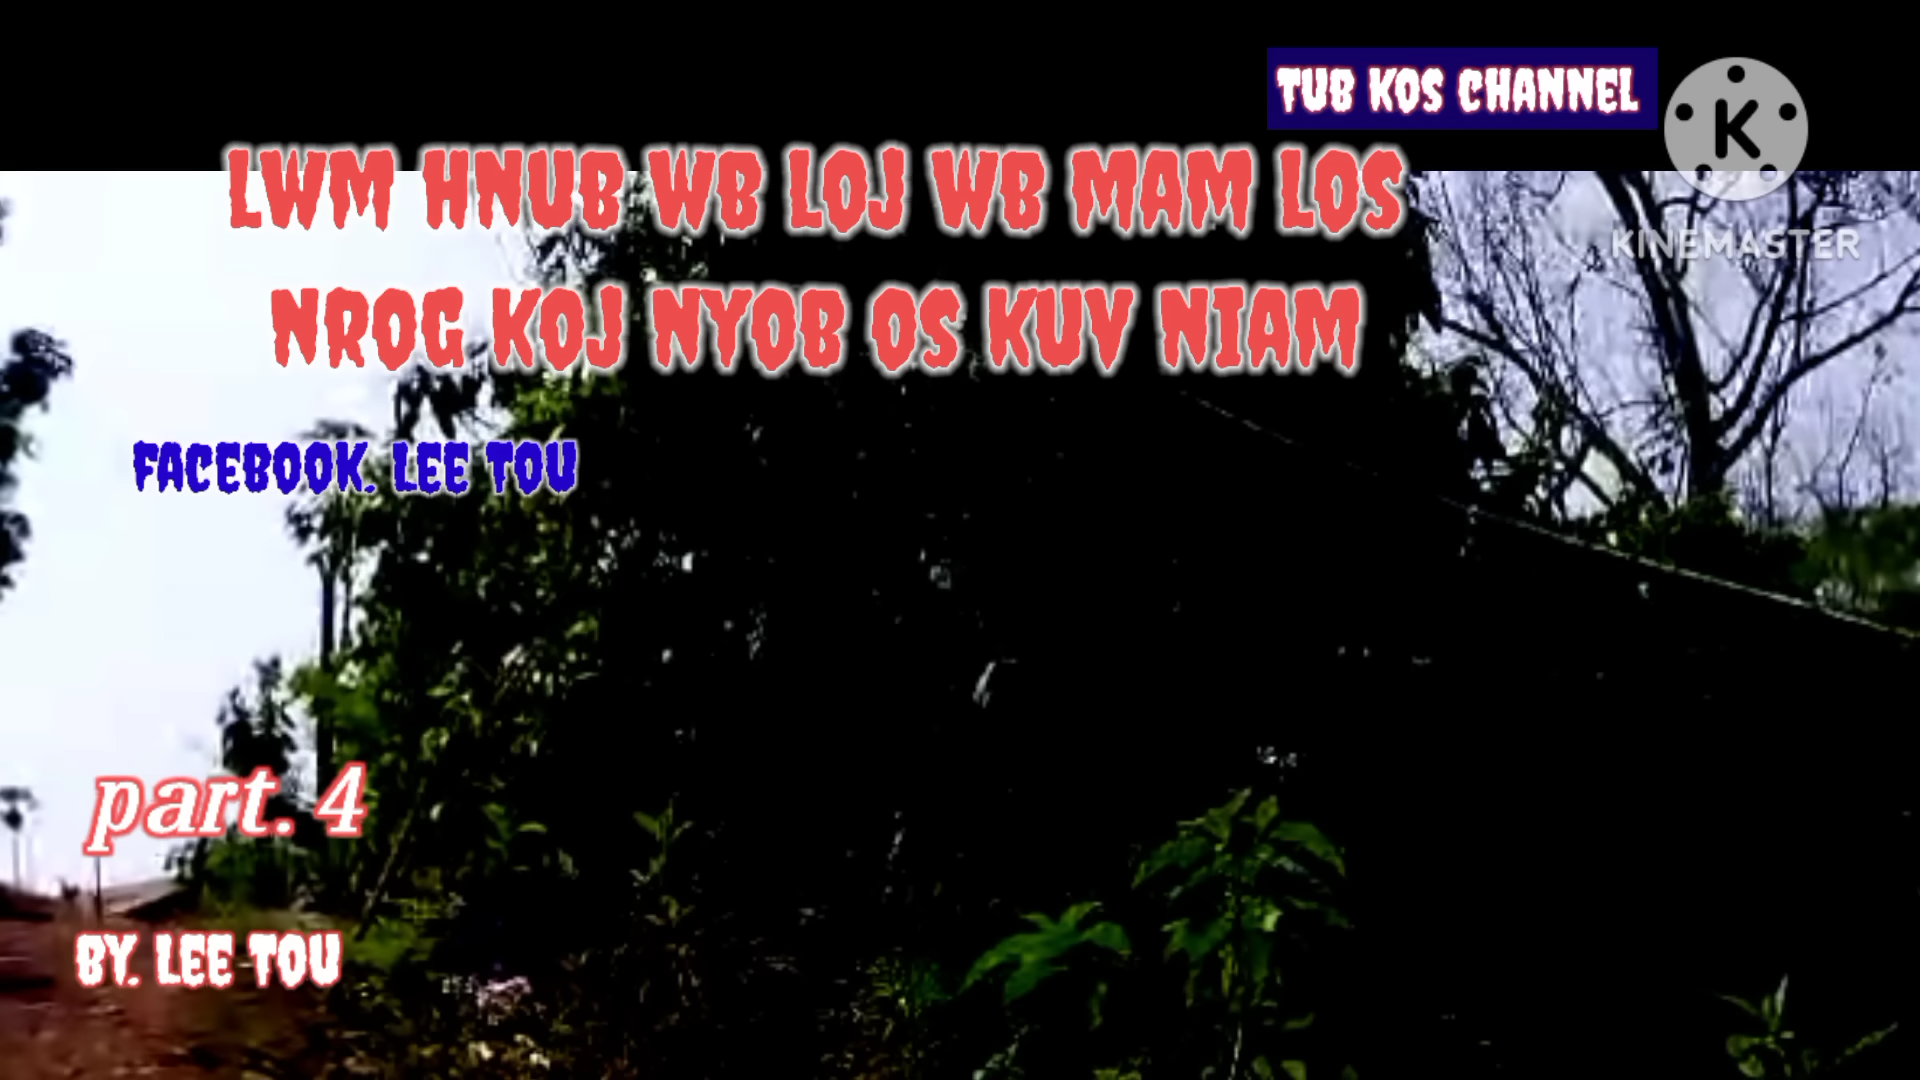 TUB KOS CHANNEL
K
KINEMASTER
LWM HNUB WB LOJ WB MAM LOS
NROG KOJ NYOB OS KUV NIAM
FACEBOOK. LEE TOU
part. 4
BY. LEE TOU